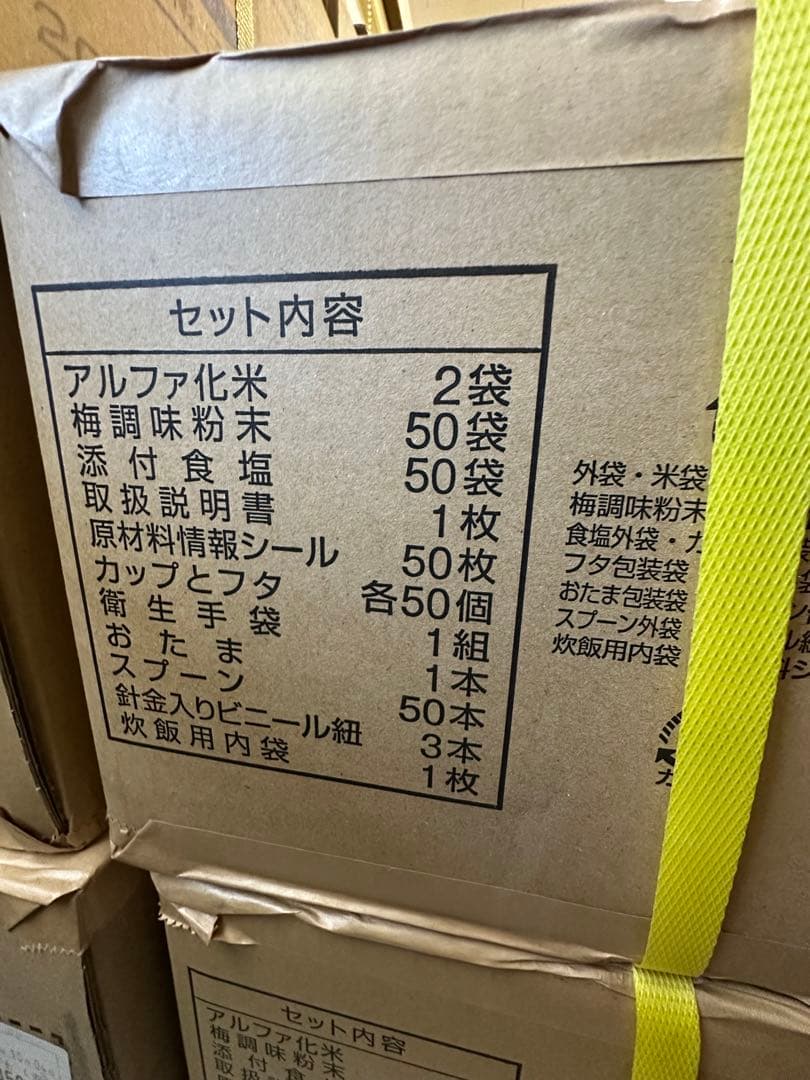 セット内容
アルファ化米 2袋
梅調味粉末 50袋
添付食塩 50袋
取扱説明書 1枚
原材料情報シール 50枚
カップとフタ 各50個
衛生手袋 1組
おたま 1本
スプーン 50本
針金入りビニール紐 3本
炊飯用内袋 1枚
外袋・米袋
梅調味粉末
食塩外袋・カ
フタ包装袋
おたま包装袋
スプーン外袋
炊飯用内袋
セット内容
アルファ化米
梅調味粉末
添付食
取扱